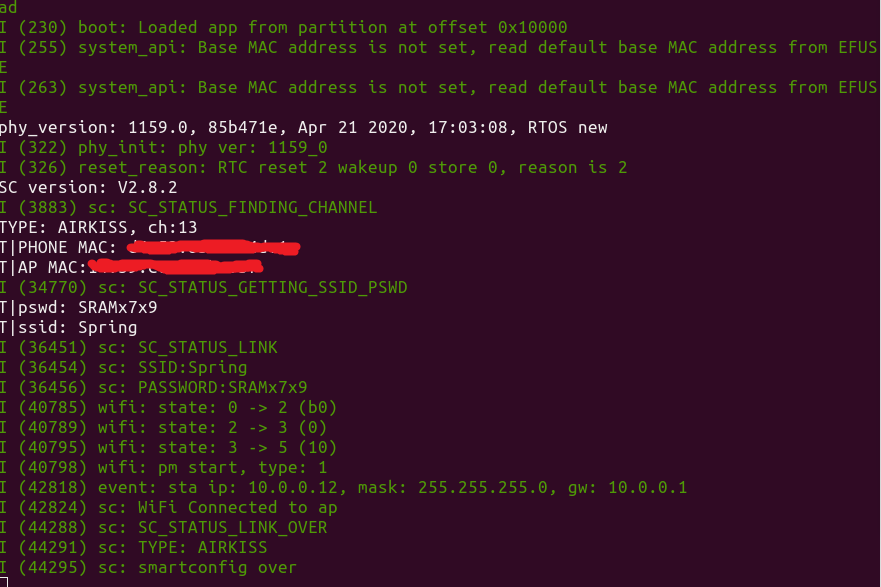 ad
I (230) boot: Loaded app from partition at offset 0x10000
I (255) system_api: Base MAC address is not set, read default base MAC address from EFUS
E
I (263) system_api: Base MAC address is not set, read default base MAC address from EFUS
E
phy_version: 1159.0, 85b471e, Apr 21 2020, 17:03:08, RTOS new
I (322) phy_init: phy ver: 1159_0
I (326) reset_reason: RTC reset 2 wakeup 0 store 0, reason is 2
SC version: V2.8.2
I (3883) sc: SC_STATUS_FINDING_CHANNEL
TYPE: AIRKISS, ch:13
T|PHONE MAC:
T|AP MAC:
I (34770) sc: SC_STATUS_GETTING_SSID_PSWD
T|pswd: SRAMx7x9
T|ssid: Spring
I (36451) sc: SC_STATUS_LINK
I (36454) sc: SSID:Spring
I (36456) sc: PASSWORD:SRAMx7x9
I (40785) wifi: state: 0 -> 2 (b0)
I (40789) wifi: state: 2 -> 3 (0)
I (40795) wifi: state: 3 -> 5 (10)
I (40798) wifi: pm start, type: 1
I (42818) event: sta ip: 10.0.0.12, mask: 255.255.255.0, gw: 10.0.0.1
I (42824) sc: WiFi Connected to ap
I (44288) sc: SC_STATUS_LINK_OVER
I (44291) sc: TYPE: AIRKISS
I (44295) sc: smartconfig over